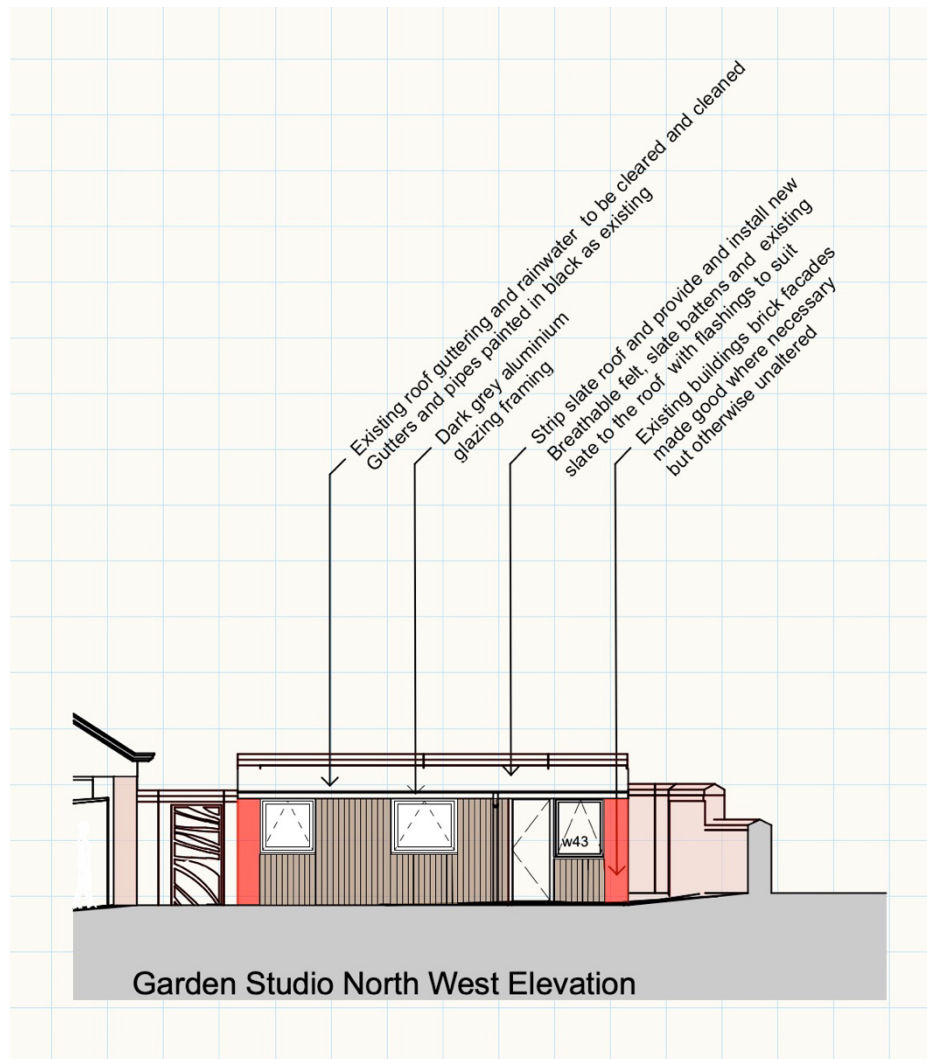 Existing roof guttering and rainwater to be cleared and cleaned
Gutters and pipes painted in black as existing
Dark grey aluminium
glazing framing
Strip slate roof and provide and install new
Breathable felt, slate battens and existing
slate to the roof with flashings to suit
Existing buildings brick facades
made good where necessary
but otherwise unaltered
w43
Garden Studio North West Elevation